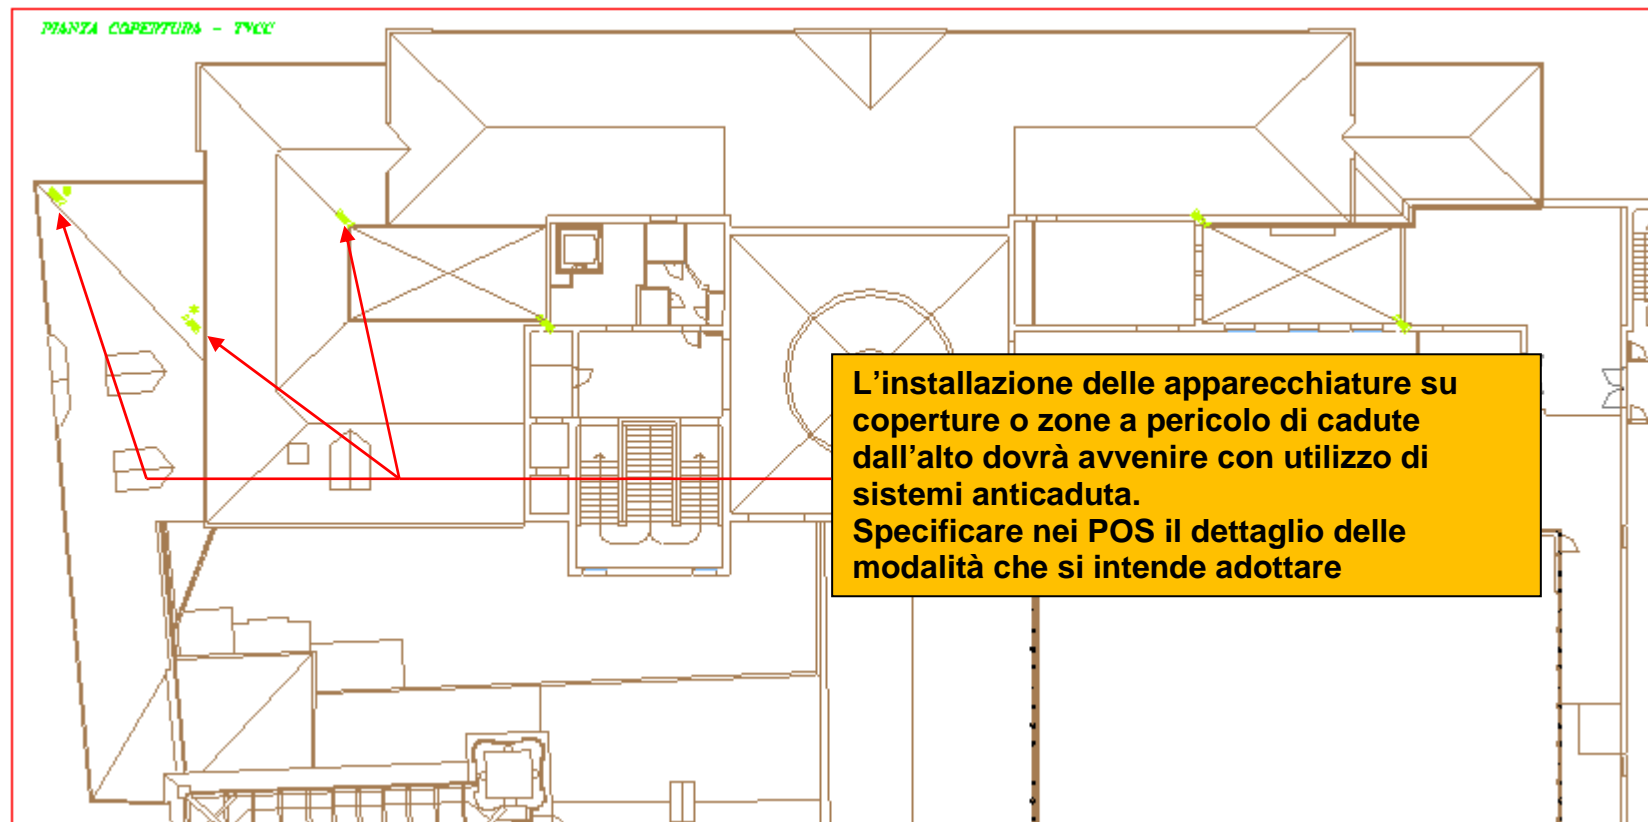 PIANTA COPERTURA - TVCC
L'installazione delle apparecchiature su
coperture o zone a pericolo di cadute
dall'alto dovrà avvenire con utilizzo di
sistemi anticaduta.
Specificare nei POS il dettaglio delle
modalità che si intende adottare